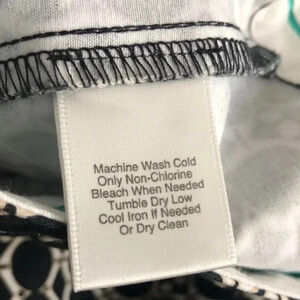 Machine Wash Cold
Only Non-Chlorine
Bleach When Needed
Tumble Dry Low
Cool Iron If Needed
Or Dry Clean